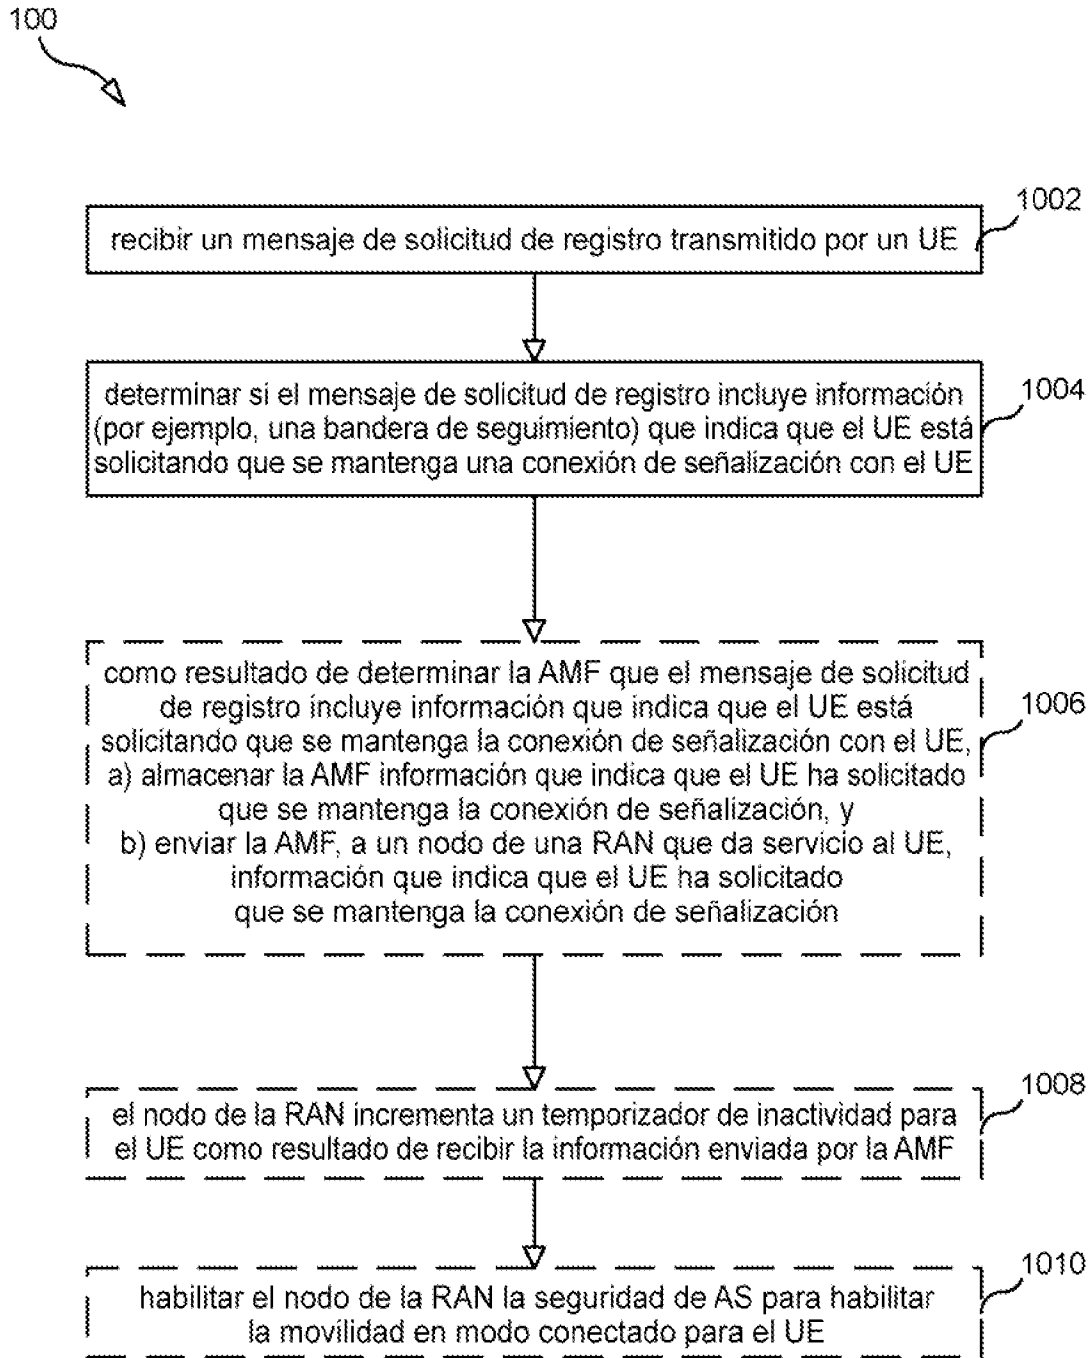 100
1002
recibir un mensaje de solicitud de registro transmitido por un UE
1004
determinar si el mensaje de solicitud de registro incluye información
(por ejemplo, una bandera de seguimiento) que indica que el UE está
solicitando que se mantenga una conexión de señalización con el UE
1006
como resultado de determinar la AMF que el mensaje de solicitud
de registro incluye información que indica que el UE está
solicitando que se mantenga la conexión de señalización con el UE,
a) almacenar la AMF información que indica que el UE ha solicitado
que se mantenga la conexión de señalización, y
b) enviar la AMF, a un nodo de una RAN que da servicio al UE,
información que indica que el UE ha solicitado
que se mantenga la conexión de señalización
1008
el nodo de la RAN incrementa un temporizador de inactividad para
el UE como resultado de recibir la información enviada por la AMF
1010
habilitar el nodo de la RAN la seguridad de AS para habilitar
la movilidad en modo conectado para el UE